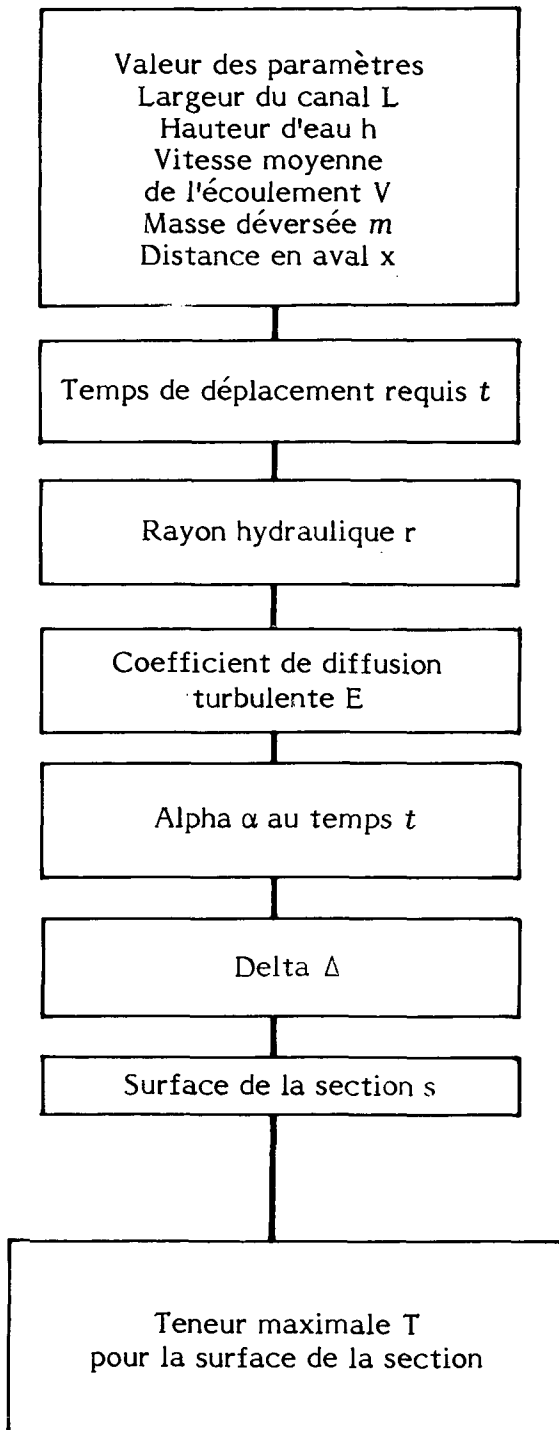 Valeur des paramètres
Largeur du canal L
Hauteur d'eau h
Vitesse moyenne
de l'écoulement V
Masse déversée m
Distance en aval x
Temps de déplacement requis t
Rayon hydraulique r
Coefficient de diffusion
turbulente E
Alpha α au temps t
Delta Δ
Surface de la section s
Teneur maximale T
pour la surface de la section